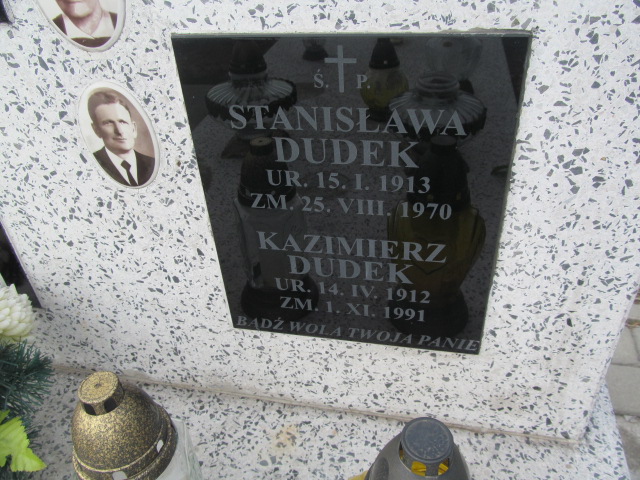 Ś. P.
STANISŁAWA
DUDEK
UR. 15. I. 1913
ZM. 25. VIII. 1970
KAZIMIERZ
DUDEK
UR. 14. IV. 1912
ZM. 1. XI. 1991
BĄDŹ WOLA TWOJA PANIE